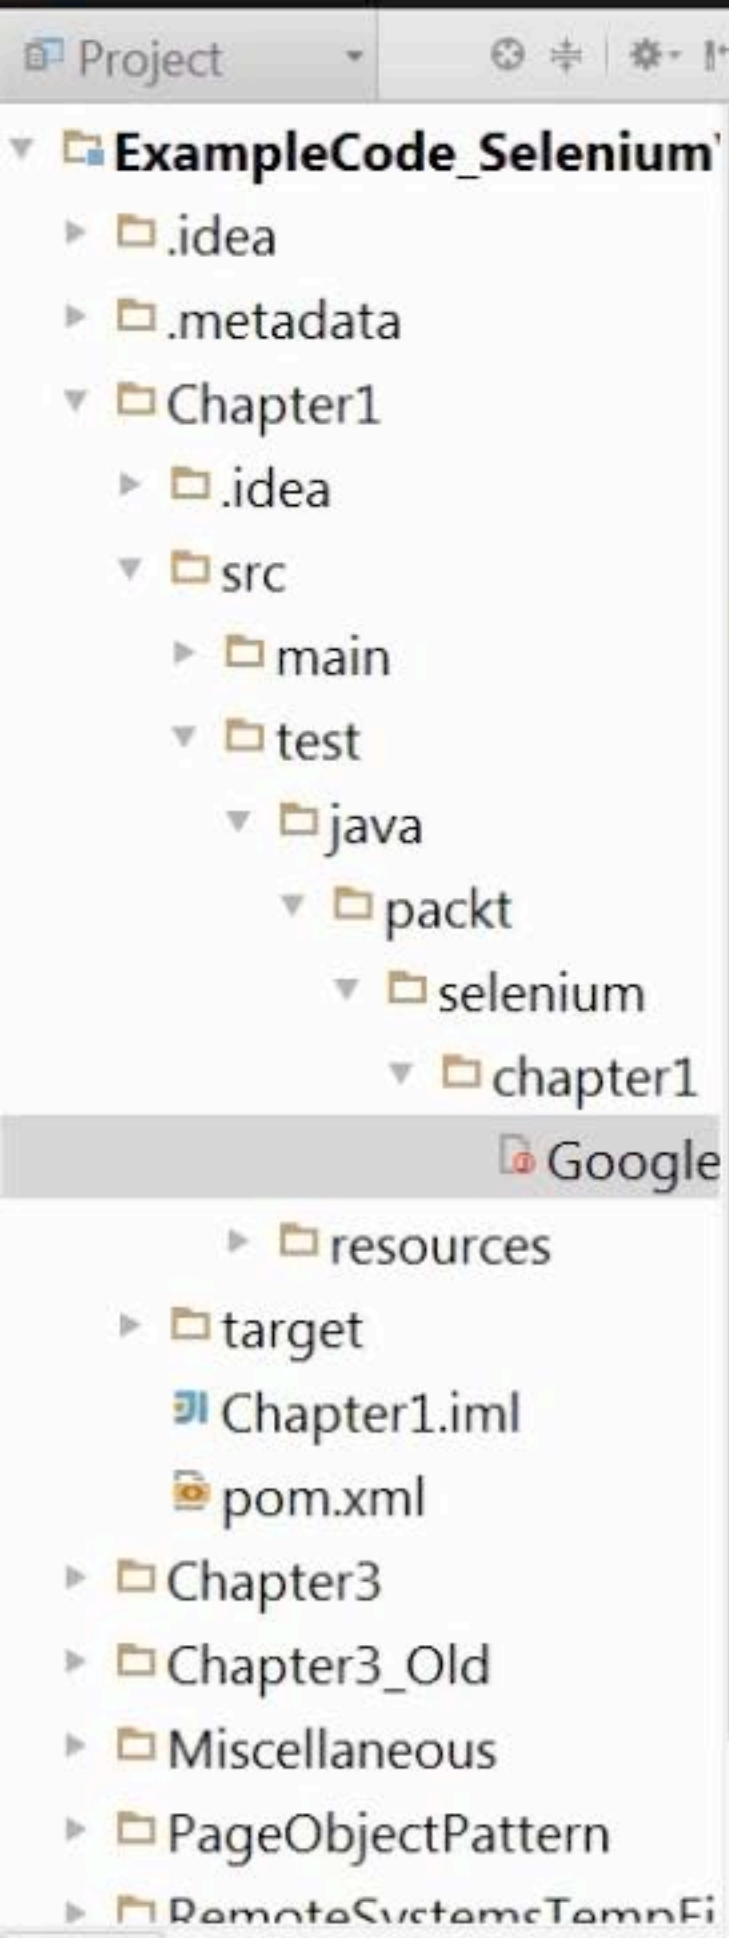 Project
ExampleCode_Selenium
.idea
.metadata
Chapter1
.idea
src
main
test
java
packt
selenium
chapter1
Google
resources
target
Chapter1.iml
pom.xml
Chapter3
Chapter3_Old
Miscellaneous
PageObjectPattern
RemoteSystemsTempFi